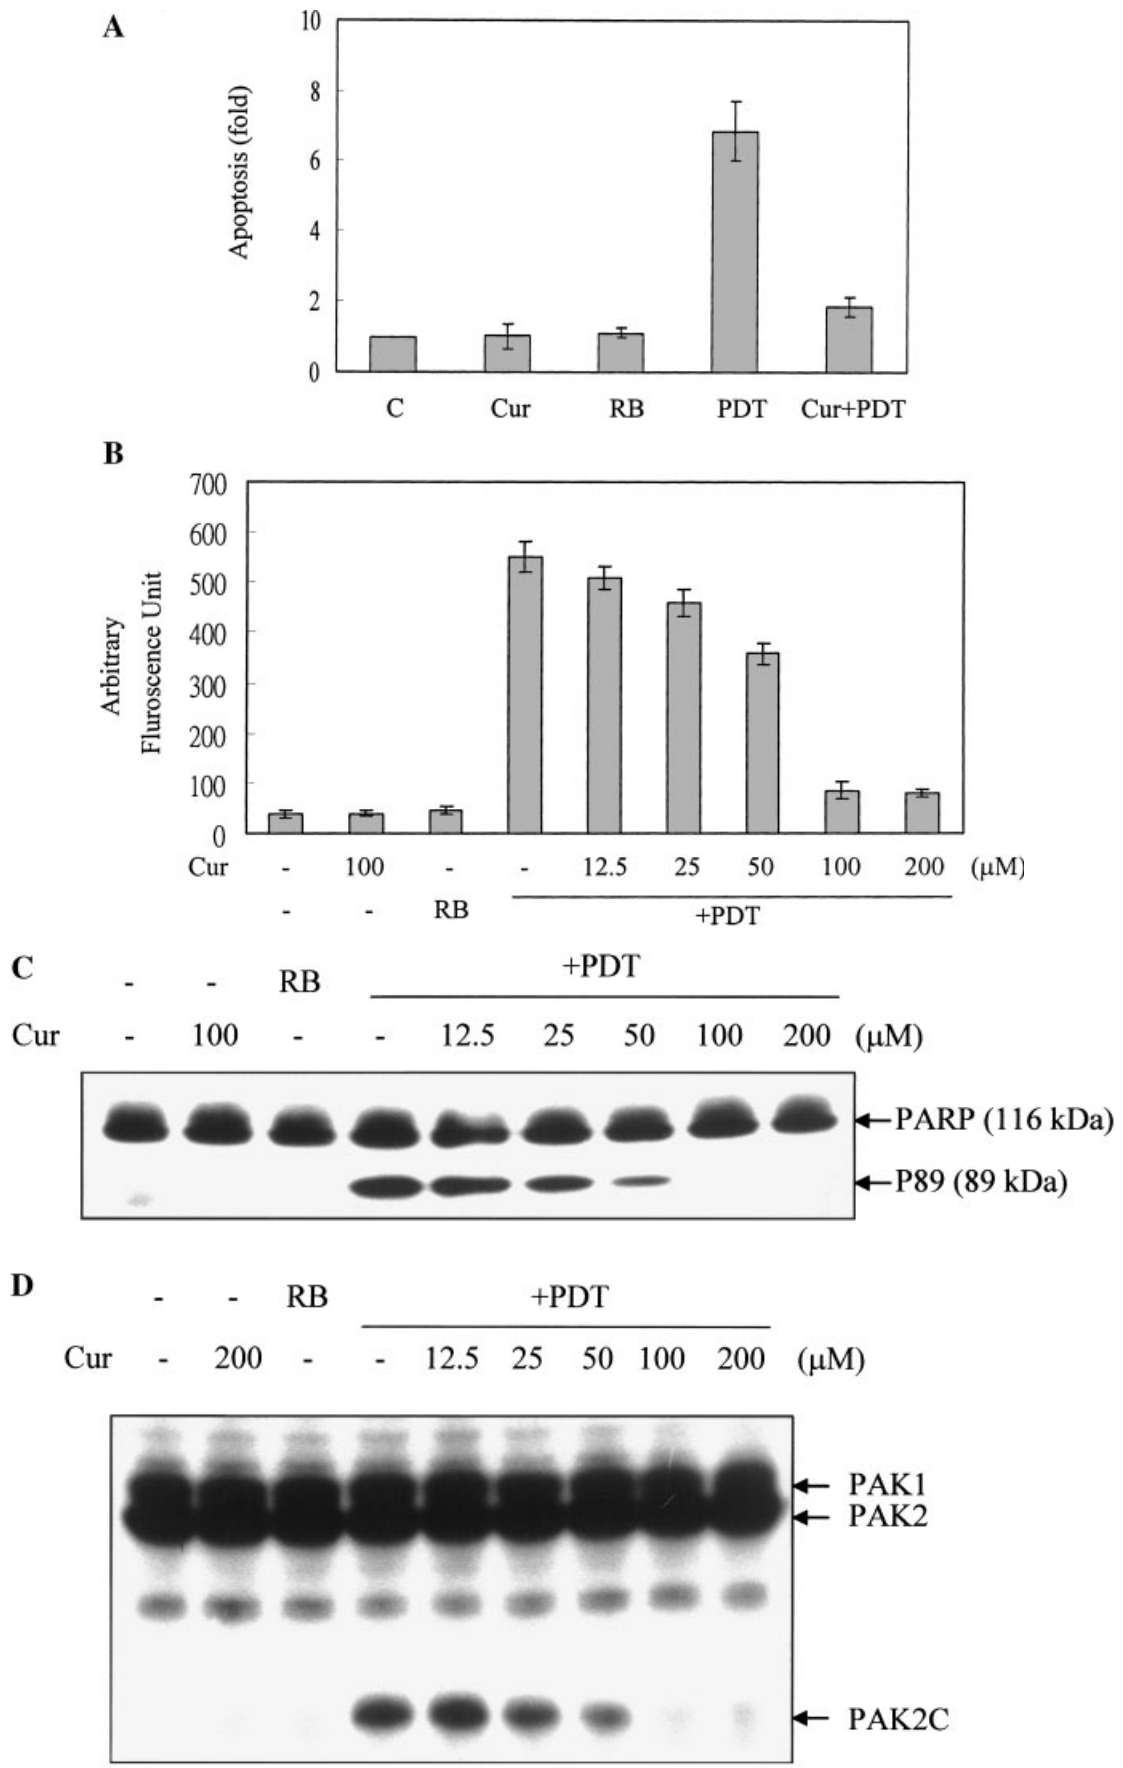 A
10
8
6
4
2
0
Apoptosis (fold)
C Cur RB PDT Cur+PDT
B
700
600
500
400
300
200
100
0
Arbitrary
Fluroscence Unit
Cur - 100 - - 12.5 25 50 100 200 (μM)
- - RB +PDT
C
- - RB +PDT
Cur - 100 - - 12.5 25 50 100 200 (μM)
PARP (116 kDa)
P89 (89 kDa)
D
- - RB +PDT
Cur - 200 - - 12.5 25 50 100 200 (μM)
PAK1
PAK2
PAK2C